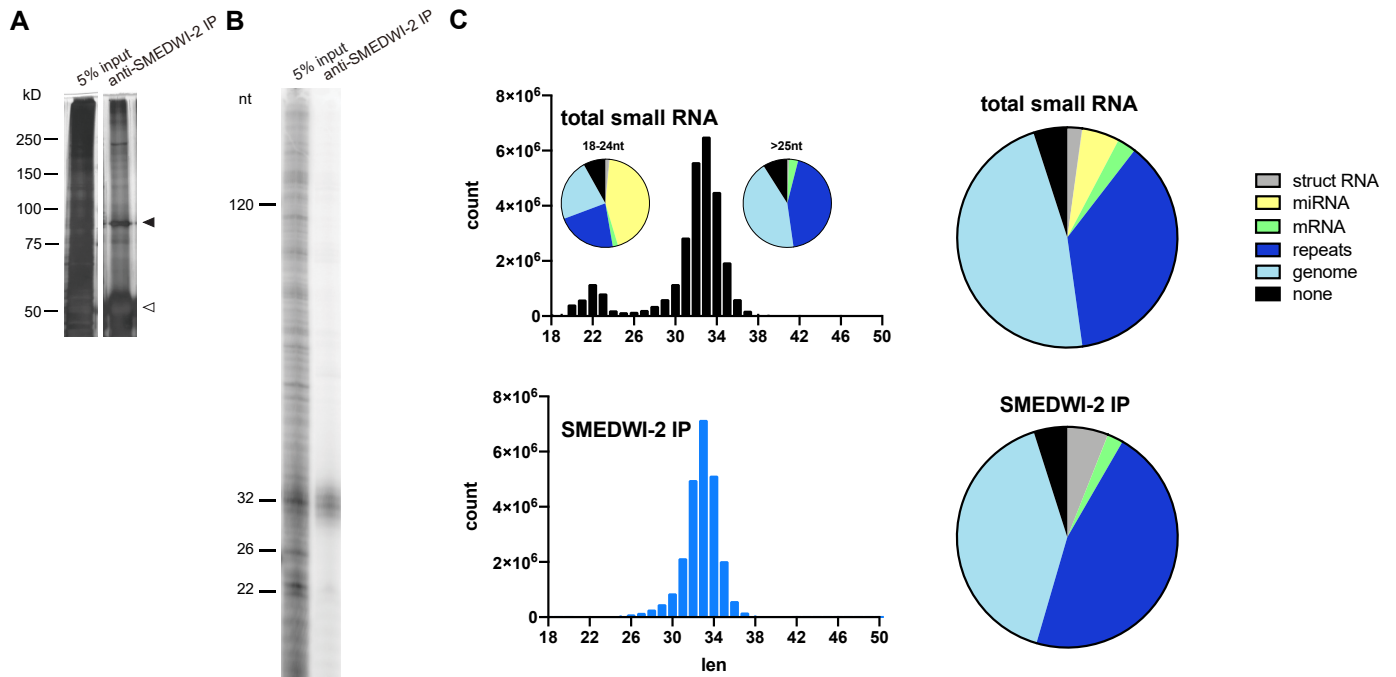 A
5% input
anti-SMEDWI-2 IP
kD
250
150
100
75
50
B
5% input
anti-SMEDWI-2 IP
nt
120
32
26
22
C
total small RNA
18-24nt
>25nt
count
8×10⁶
6×10⁶
4×10⁶
2×10⁶
0
18 22 26 30 34 38 42 46 50
SMEDWI-2 IP
count
8×10⁶
6×10⁶
4×10⁶
2×10⁶
0
18 22 26 30 34 38 42 46 50
len
total small RNA
SMEDWI-2 IP
struct RNA
miRNA
mRNA
repeats
genome
none